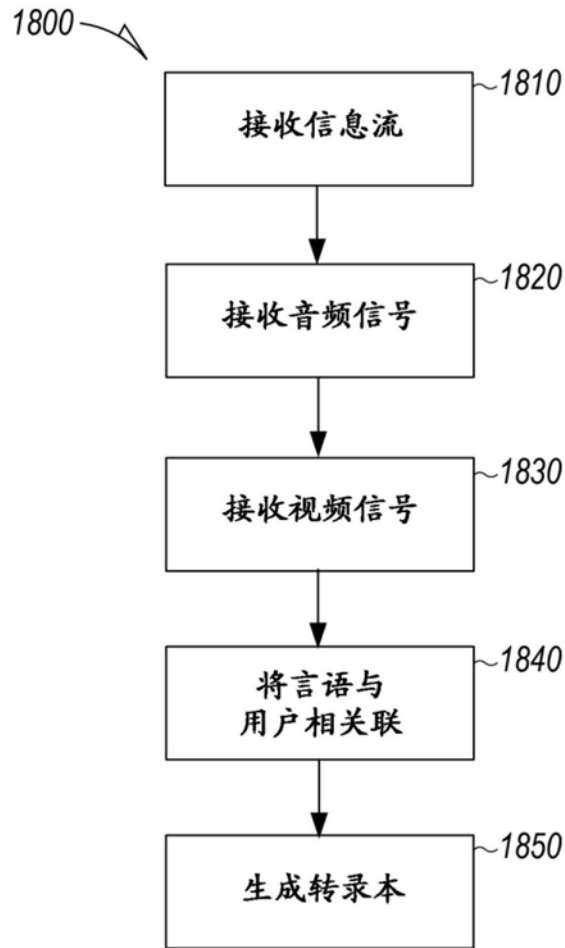 1800
1810
接收信息流
1820
接收音频信号
1830
接收视频信号
1840
将言语与
用户相关联
1850
生成转录本